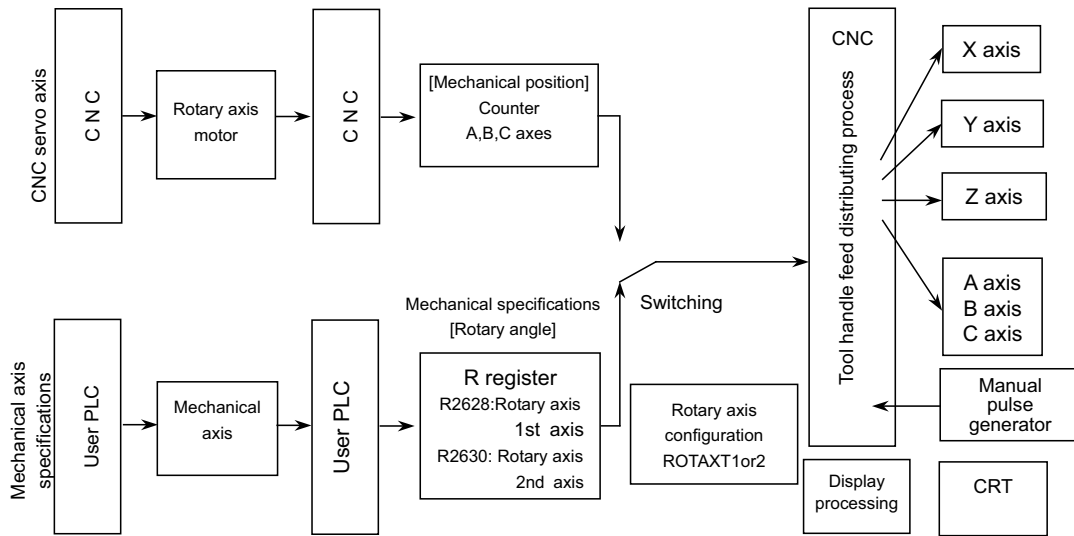 CNC servo axis
C N C
Rotary axis
motor
C N C
[Mechanical position]
Counter
A,B,C axes
Switching
CNC
Tool handle feed distributing process
X axis
Y axis
Z axis
A axis
B axis
C axis
Manual
pulse
generator
Mechanical axis
specifications
User PLC
Mechanical
axis
User PLC
Mechanical specifications
[Rotary angle]
R register
R2628:Rotary axis
1st axis
R2630: Rotary axis
2nd axis
Rotary axis
configuration
ROTAXT1or2
Display
processing
CRT